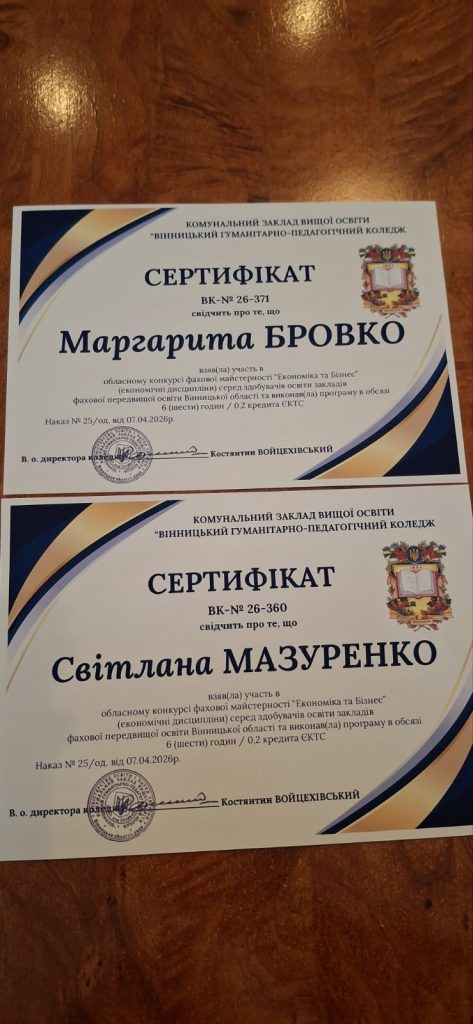 КОМУНАЛЬНИЙ ЗАКЛАД ВИЩОЇ ОСВІТИ
"ВІННИЦЬКИЙ ГУМАНІТАРНО-ПЕДАГОГІЧНИЙ КОЛЕДЖ
СЕРТИФІКАТ
ВК-№ 26-371
свідчить про те, що
Маргарита БРОВКО
взяв(ла) участь в
обласному конкурсі фахової майстерності "Економіка та Бізнес"
(економічні дисципліни) серед здобувачів освіти закладів
фахової передвищої освіти Вінницької області та виконав(ла) програму в обсязі
6 (шести) годин / 0,2 кредита ЄКТС
Наказ № 25/од. від 07.04.2026р.
В. о. директора коледжу Костянтин ВОЙЦЕХІВСЬКИЙ
КОМУНАЛЬНИЙ ЗАКЛАД ВИЩОЇ ОСВІТИ
"ВІННИЦЬКИЙ ГУМАНІТАРНО-ПЕДАГОГІЧНИЙ КОЛЕДЖ
СЕРТИФІКАТ
ВК-№ 26-360
свідчить про те, що
Світлана МАЗУРЕНКО
взяв(ла) участь в
обласному конкурсі фахової майстерності "Економіка та Бізнес"
(економічні дисципліни) серед здобувачів освіти закладів
фахової передвищої освіти Вінницької області та виконав(ла) програму в обсязі
6 (шести) годин / 0,2 кредита ЄКТС
Наказ № 25/од. від 07.04.2026р.
В. о. директора коледжу Костянтин ВОЙЦЕХІВСЬКИЙ